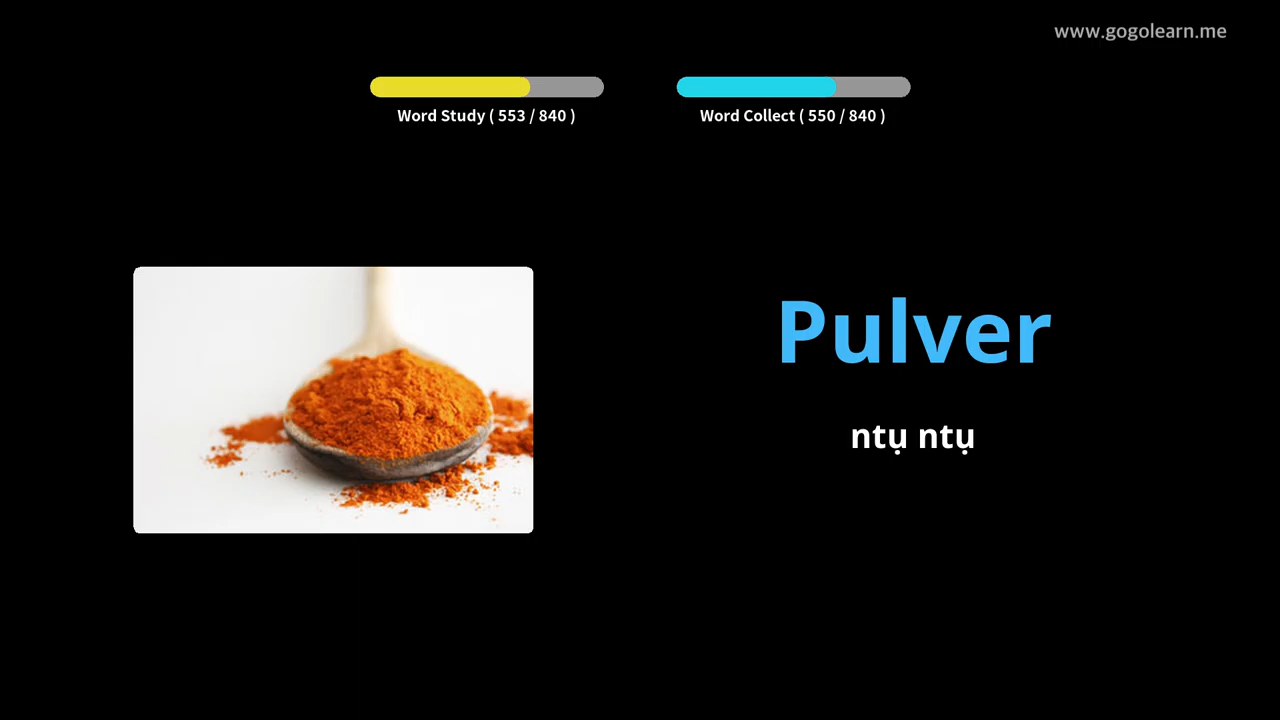 www.gogolearn.me
Word Study ( 553 / 840 )
Word Collect ( 550 / 840 )
Pulver
ntụ ntụ